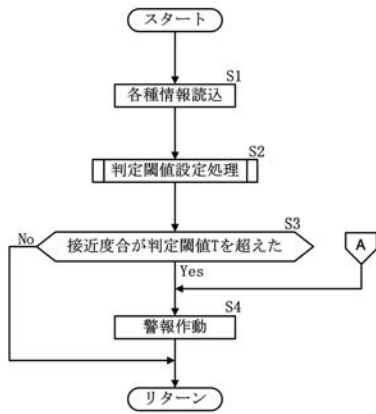 スタート
S1
各種情報読込
S2
判定閾値設定処理
S3
No
接近度合が判定閾値Tを超えた
A
Yes
S4
警報作動
リターン